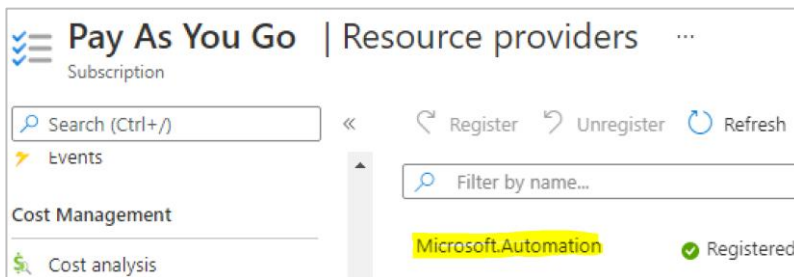 Pay As You Go | Resource providers ...
Subscription
Search (Ctrl+/)
«
Register Unregister Refresh
Events
Filter by name...
Cost Management
Microsoft.Automation Registered
Cost analysis